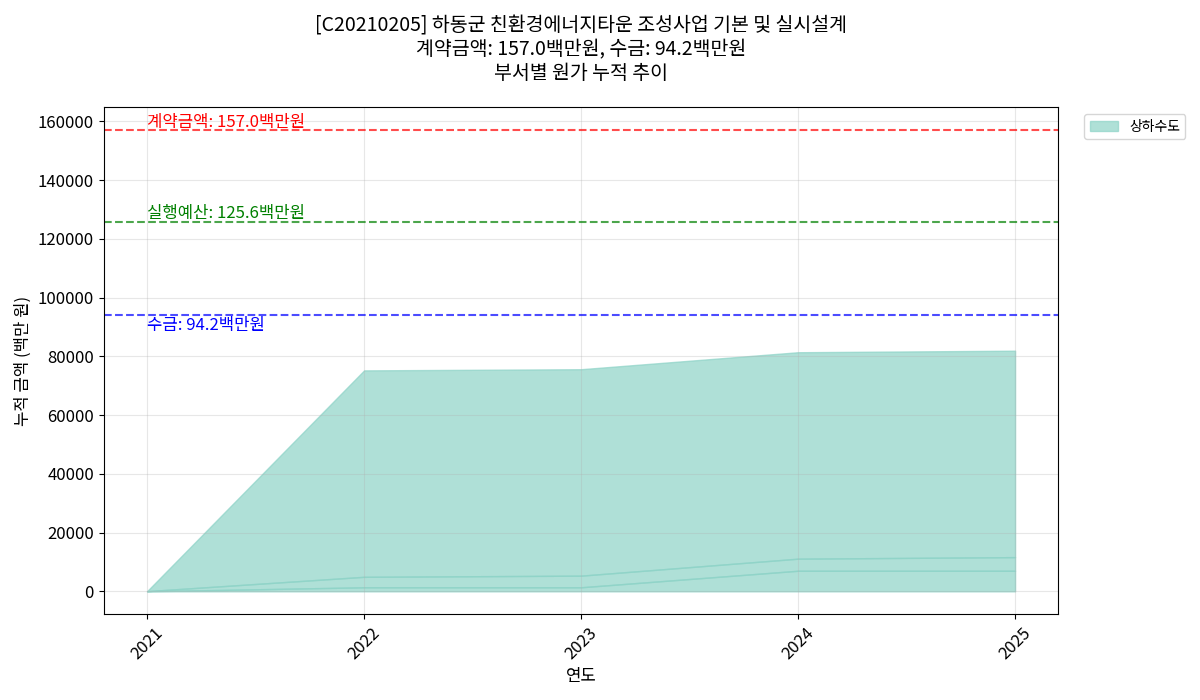 [C20210205] 하동군 친환경에너지타운 조성사업 기본 및 실시설계
계약금액: 157.0백만원, 수금: 94.2백만원
부서별 원가 누적 추이
누적 금액 (백만 원)
160000
140000
120000
100000
80000
60000
40000
20000
0
계약금액: 157.0백만원
실행예산: 125.6백만원
수금: 94.2백만원
상하수도
2021
2022
2023
2024
2025
연도